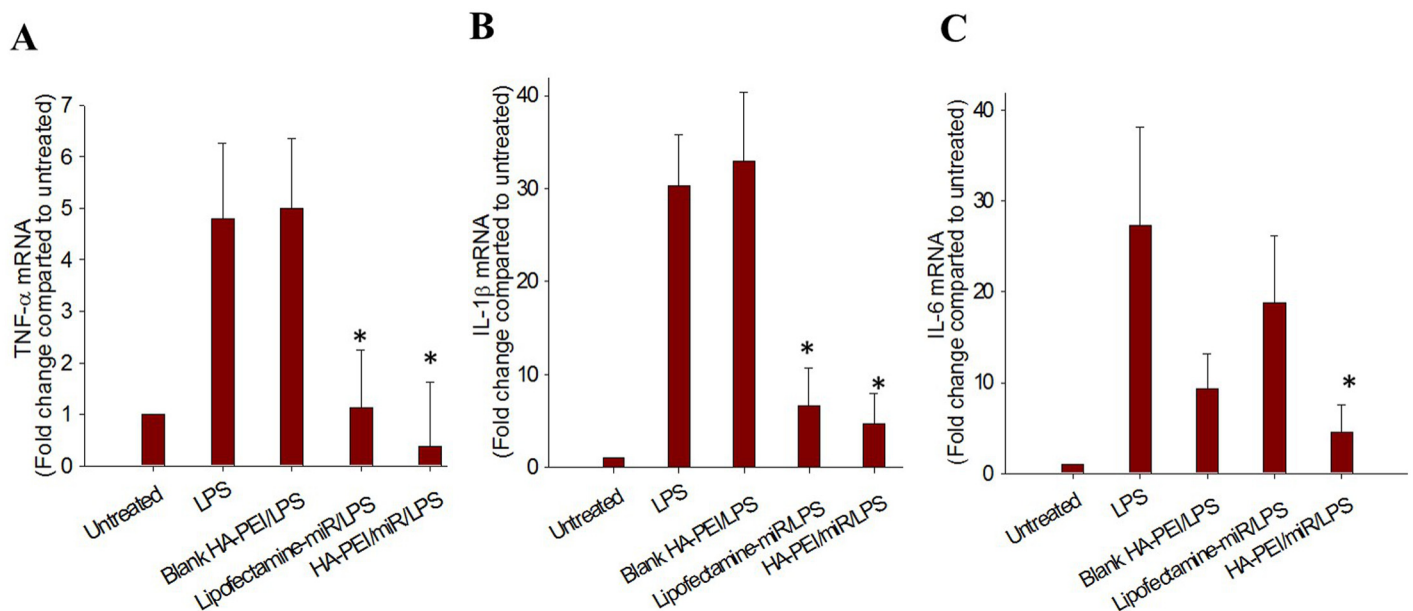 A
TNF-α mRNA
(Fold change comparted to untreated)
7
6
5
4
3
2
1
0
*
*
Untreated
LPS
Blank HA-PEI/LPS
Lipofectamine-miR/LPS
HA-PEI/miR/LPS
B
IL-1β mRNA
(Fold change comparted to untreated)
40
30
20
10
0
*
*
Untreated
LPS
Blank HA-PEI/LPS
Lipofectamine-miR/LPS
HA-PEI/miR/LPS
C
IL-6 mRNA
(Fold change comparted to untreated)
40
30
20
10
0
*
Untreated
LPS
Blank HA-PEI/LPS
Lipofectamine-miR/LPS
HA-PEI/miR/LPS